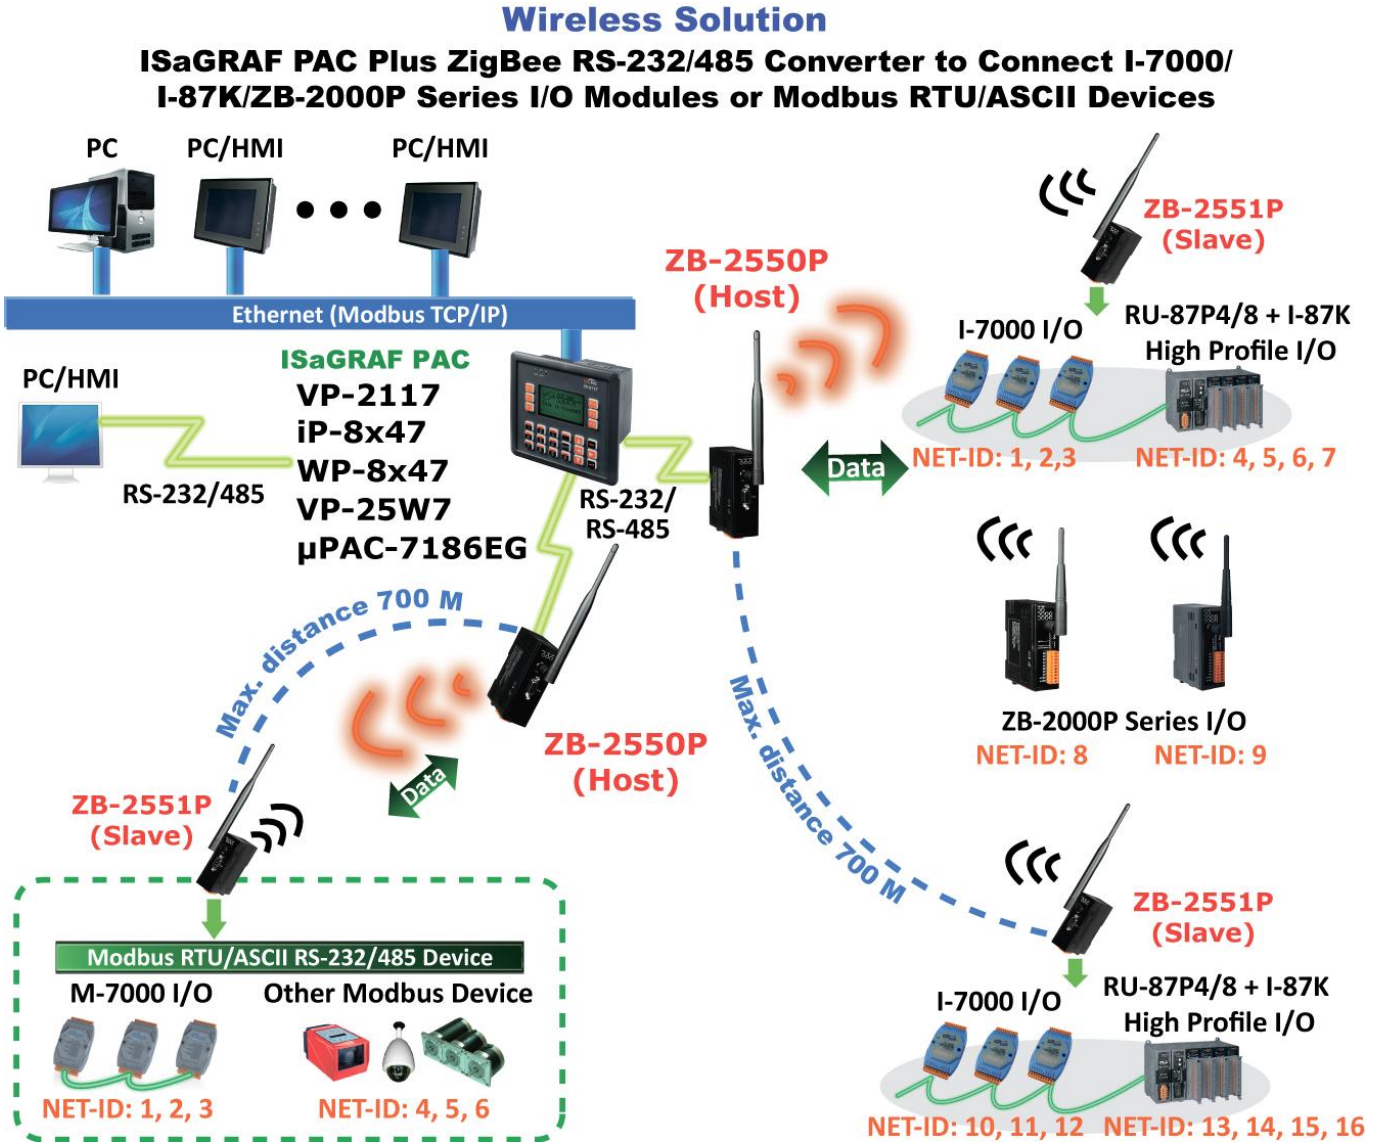 Wireless Solution
ISaGRAF PAC Plus ZigBee RS-232/485 Converter to Connect I-7000/
I-87K/ZB-2000P Series I/O Modules or Modbus RTU/ASCII Devices
PC
PC/HMI
PC/HMI
Ethernet (Modbus TCP/IP)
PC/HMI
RS-232/485
ISaGRAF PAC
VP-2117
iP-8x47
WP-8x47
VP-25W7
µPAC-7186EG
RS-232/
RS-485
ZB-2550P
(Host)
Data
ZB-2551P
(Slave)
I-7000 I/O
RU-87P4/8 + I-87K
High Profile I/O
NET-ID: 1, 2,3
NET-ID: 4, 5, 6, 7
ZB-2000P Series I/O
NET-ID: 8
NET-ID: 9
Max. distance 700 M
Max. distance 700 M
ZB-2550P
(Host)
Data
ZB-2551P
(Slave)
Modbus RTU/ASCII RS-232/485 Device
M-7000 I/O
Other Modbus Device
NET-ID: 1, 2, 3
NET-ID: 4, 5, 6
ZB-2551P
(Slave)
I-7000 I/O
RU-87P4/8 + I-87K
High Profile I/O
NET-ID: 10, 11, 12
NET-ID: 13, 14, 15, 16